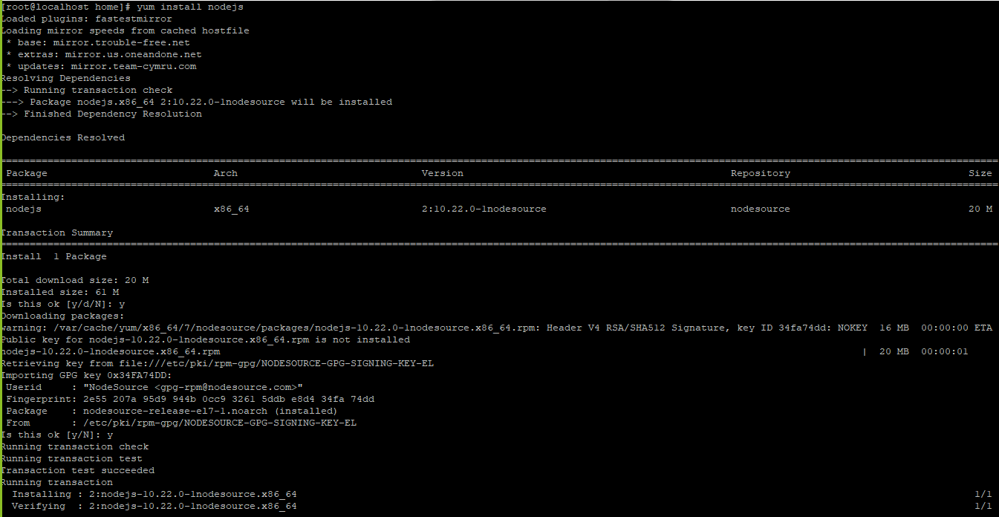 [root@localhost home]# yum install nodejs
Loaded plugins: fastestmirror
Loading mirror speeds from cached hostfile
 * base: mirror.trouble-free.net
 * extras: mirror.us.oneandone.net
 * updates: mirror.team-cymru.com
Resolving Dependencies
--> Running transaction check
---> Package nodejs.x86_64 2:10.22.0-1nodesource will be installed
--> Finished Dependency Resolution
Dependencies Resolved
================================================================================
 Package Arch Version Repository Size
================================================================================
Installing:
 nodejs x86_64 2:10.22.0-1nodesource nodesource 20 M
Transaction Summary
================================================================================
Install  1 Package
Total download size: 20 M
Installed size: 61 M
Is this ok [y/d/N]: y
Downloading packages:
warning: /var/cache/yum/x86_64/7/nodesource/packages/nodejs-10.22.0-1nodesource.x86_64.rpm: Header V4 RSA/SHA512 Signature, key ID 34fa74dd: NOKEY  16 MB  00:00:00 ETA
Public key for nodejs-10.22.0-1nodesource.x86_64.rpm is not installed
nodejs-10.22.0-1nodesource.x86_64.rpm |  20 MB  00:00:01
Retrieving key from file:///etc/pki/rpm-gpg/NODESOURCE-GPG-SIGNING-KEY-EL
Importing GPG key 0x34FA74DD:
 Userid     : "NodeSource <gpg-rpm@nodesource.com>"
 Fingerprint: 2e55 207a 95d9 944b 0cc9 3261 5ddb e8d4 34fa 74dd
 Package    : nodesource-release-el7-1.noarch (installed)
 From       : /etc/pki/rpm-gpg/NODESOURCE-GPG-SIGNING-KEY-EL
Is this ok [y/N]: y
Running transaction check
Running transaction test
Transaction test succeeded
Running transaction
  Installing : 2:nodejs-10.22.0-1nodesource.x86_64 1/1
  Verifying  : 2:nodejs-10.22.0-1nodesource.x86_64 1/1